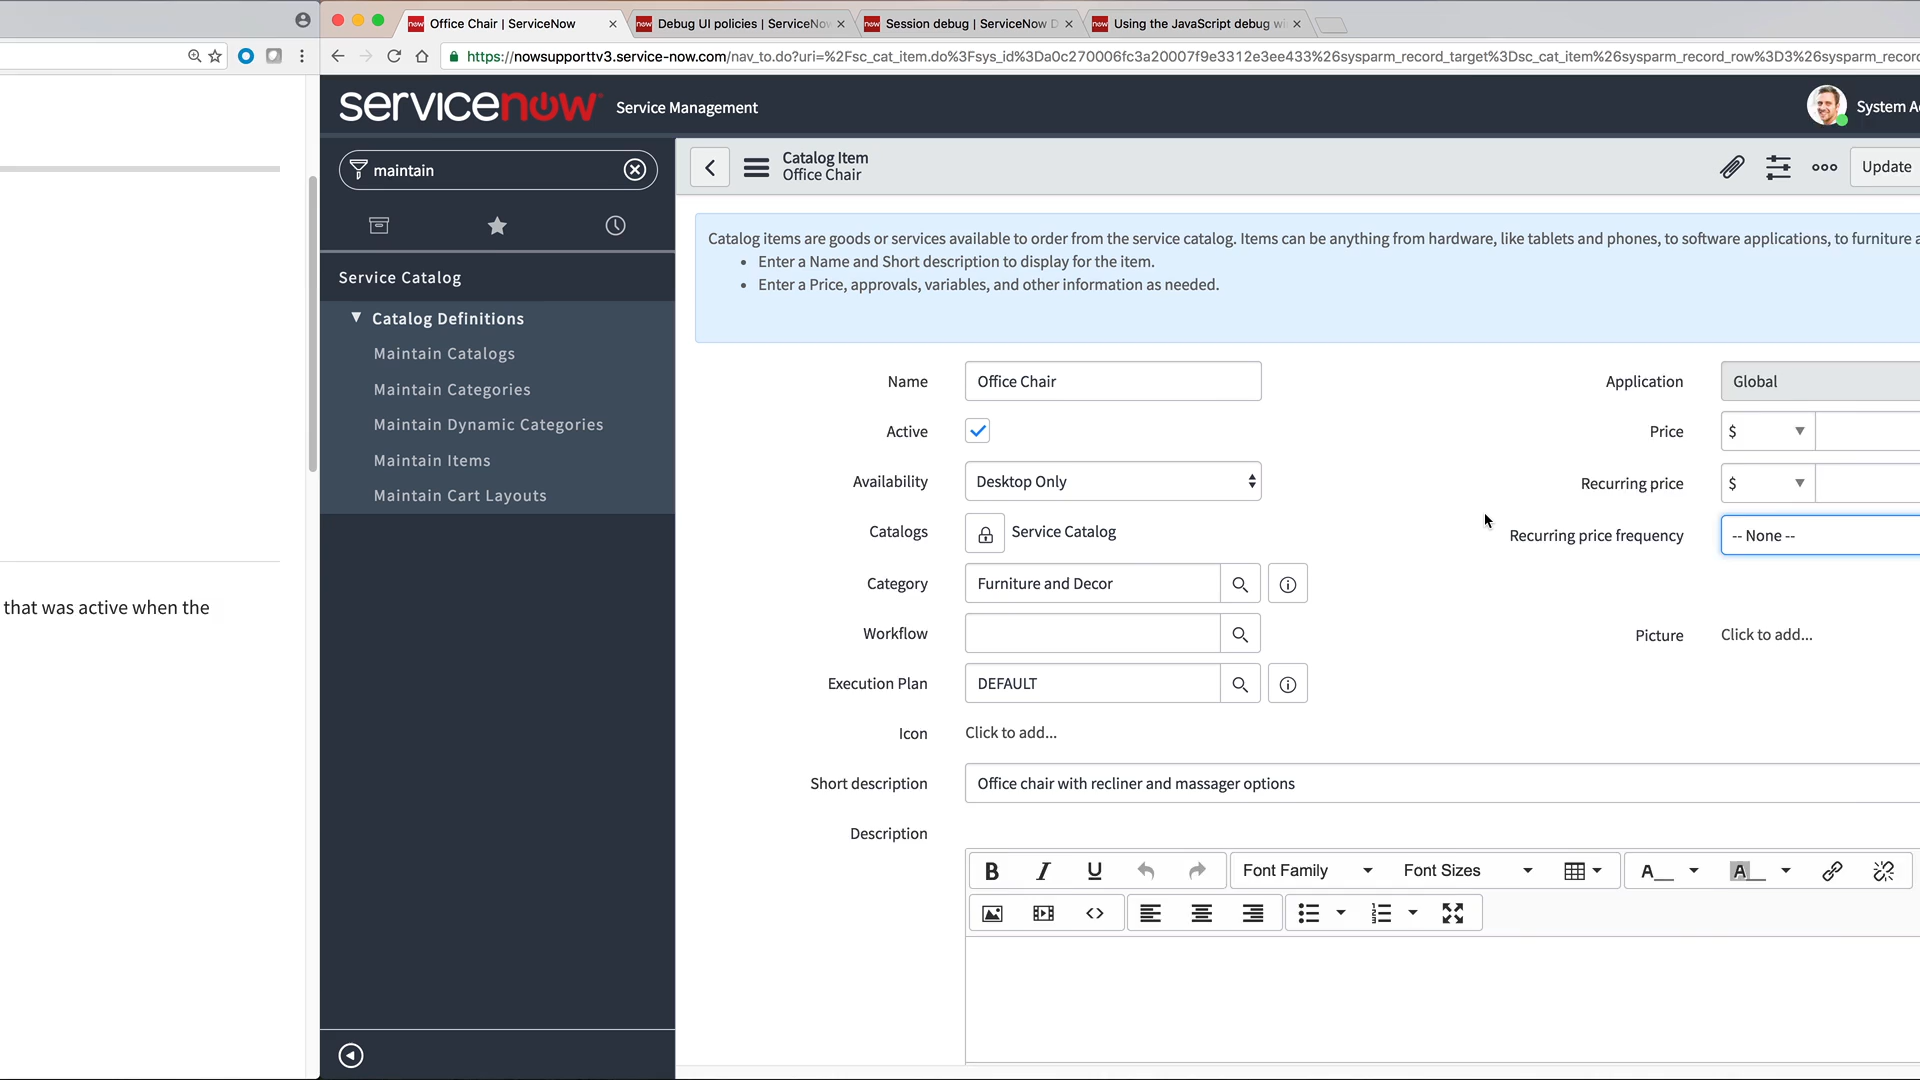 Office Chair | ServiceNow
Debug UI policies | ServiceNow
Session debug | ServiceNow D
Using the JavaScript debug wi
https://nowsupporttv3.service-now.com/nav_to.do?uri=%2Fsc_cat_item.do%3Fsys_id%3Da0c270006fc3a20007f9e3312e3ee433%26sysparm_record_target%3Dsc_cat_item%26sysparm_record_row%3D3%26sysparm_recor
servicenow Service Management
System A
maintain
Catalog Item
Office Chair
Update
Service Catalog
Catalog Definitions
Maintain Catalogs
Maintain Categories
Maintain Dynamic Categories
Maintain Items
Maintain Cart Layouts
that was active when the
Catalog items are goods or services available to order from the service catalog. Items can be anything from hardware, like tablets and phones, to software applications, to furniture a
• Enter a Name and Short description to display for the item.
• Enter a Price, approvals, variables, and other information as needed.
Name Office Chair
Application Global
Active
Price $
Availability Desktop Only
Recurring price $
Catalogs Service Catalog
Recurring price frequency -- None --
Category Furniture and Decor
Workflow
Picture Click to add...
Execution Plan DEFAULT
Icon Click to add...
Short description Office chair with recliner and massager options
Description
B I U Font Family Font Sizes A A